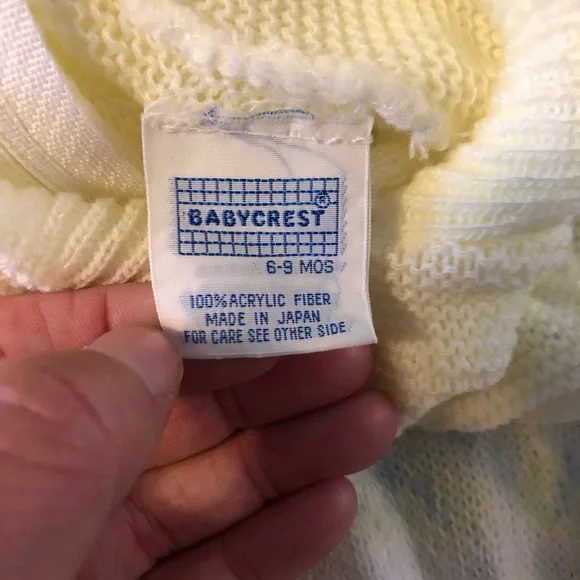 BABYCREST®
6-9 MOS
100% ACRYLIC FIBER
MADE IN JAPAN
FOR CARE SEE OTHER SIDE